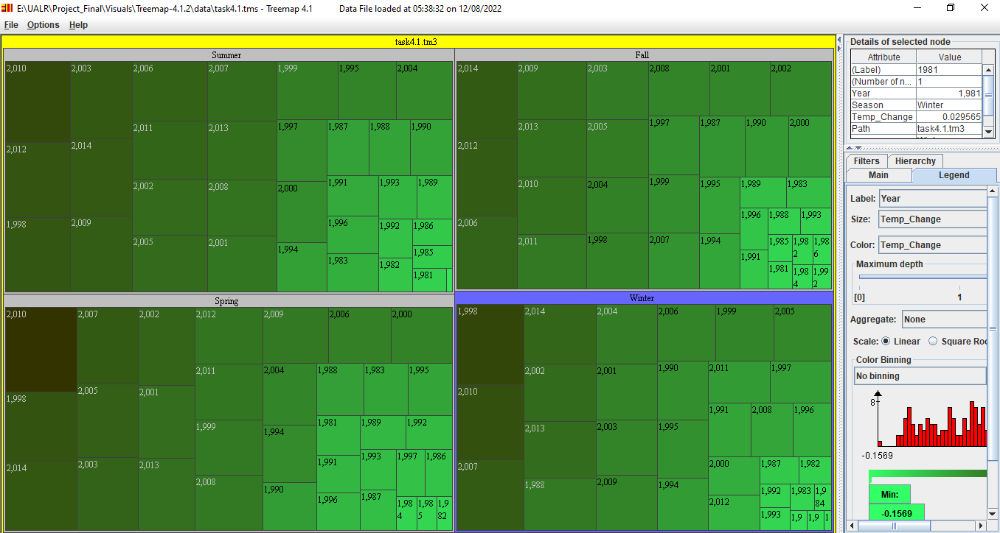 E:\UALR\Project_Final\Visuals\Treemap-4.1.2\data\task4.1.tms - Treemap 4.1 Data File loaded at 05:38:32 on 12/08/2022
File Options Help
task4.1.tm3
Summer
2,010 2,003 2,006 2,007 1,999 1,995 2,004
2,011 2,013 1,997 1,987 1,988 1,990
2,012 2,014
2,002 2,008 2,000 1,991 1,993 1,989
1,998 2,009 1,996 1,992 1,986
2,005 2,001 1,994 1,983 1,982 1,985
1,981
Fall
2,014 2,009 2,003 2,008 2,001 2,002
2,013 2,005 1,997 1,987 1,990 2,000
2,012
2,010 2,004 1,999 1,995 1,989 1,983
2,006 1,996 1,988 1,993
2,011 1,998 2,007 1,994 1,985 1,98 1,98
2 6
1,991 1,981 1,9 1,9
84 92
Spring
2,010 2,007 2,002 2,012 2,009 2,006 2,000
2,011 2,004 1,988 1,983 1,995
1,998 2,005 2,001
1,999 1,994 1,981 1,989 1,992
2,014 2,003 2,013 1,991 1,993 1,997 1,986
2,008 1,990 1,996 1,987 1,9 1,9 1,9
84 85 82
Winter
1,998 2,014 2,004 2,006 1,999 2,005
2,002 2,001 1,990 2,011 1,997
2,010 1,991 2,008 1,996
2,013 2,003 1,995
2,007 2,000 1,987 1,982
1,988 2,009 1,994 1,992 1,983 1,9
84
2,012 1,993 1,9 1,9 1
Details of selected node
Attribute Value
(Label) 1981
(Number of n... 1
Year 1,981
Season Winter
Temp_Change 0.029565
Path task4.1.tm3
Filters Hierarchy
Main Legend
Label: Year
Size: Temp_Change
Color: Temp_Change
Maximum depth
[0] 1
Aggregate: None
Scale: Linear Square Roo
Color Binning
No binning
8
-0.1569
Min:
-0.1569